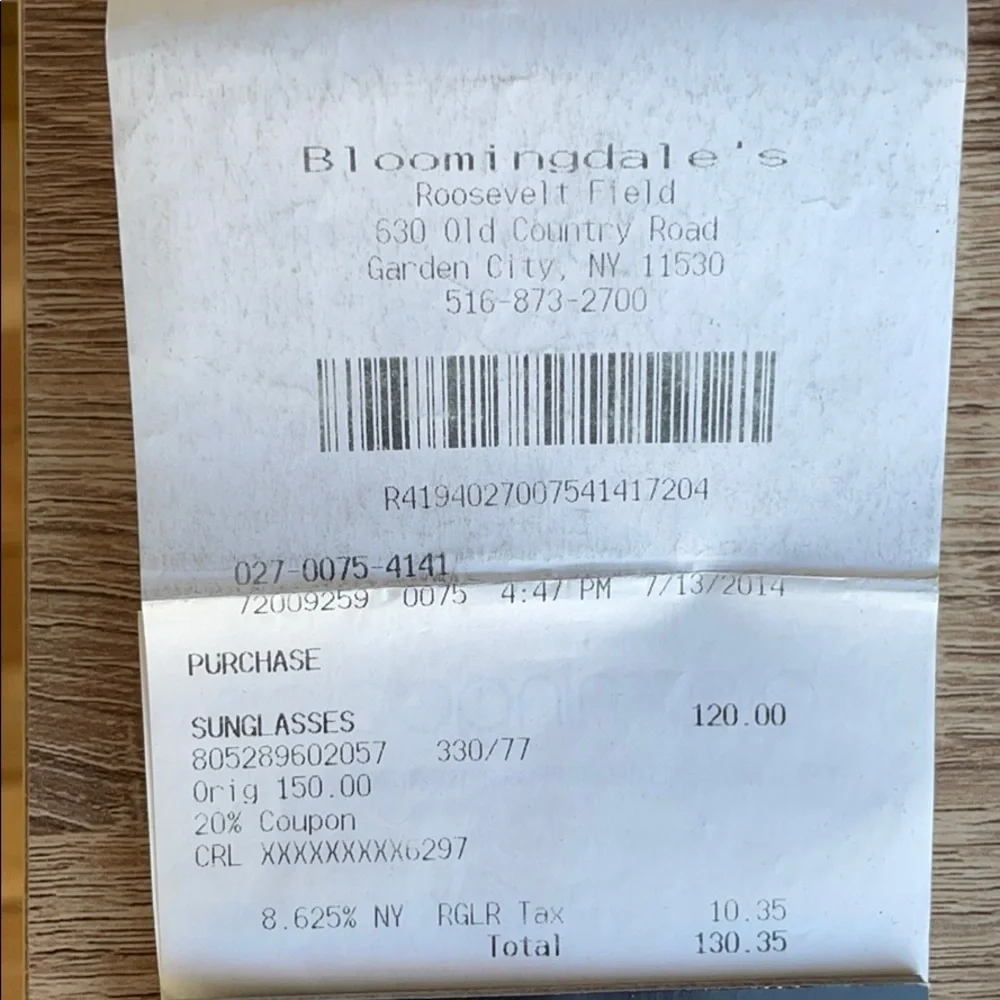 Bloomingdale's
Roosevelt Field
630 Old Country Road
Garden City, NY 11530
516-873-2700
R4194027007541417204
027-0075-4141
72009259 0075 4:47 PM 7/13/2014
PURCHASE
SUNGLASSES 120.00
805289602057 330/77
Orig 150.00
20% Coupon
CRL XXXXXXXXX6297
8.625% NY RGLR Tax 10.35
Total 130.35